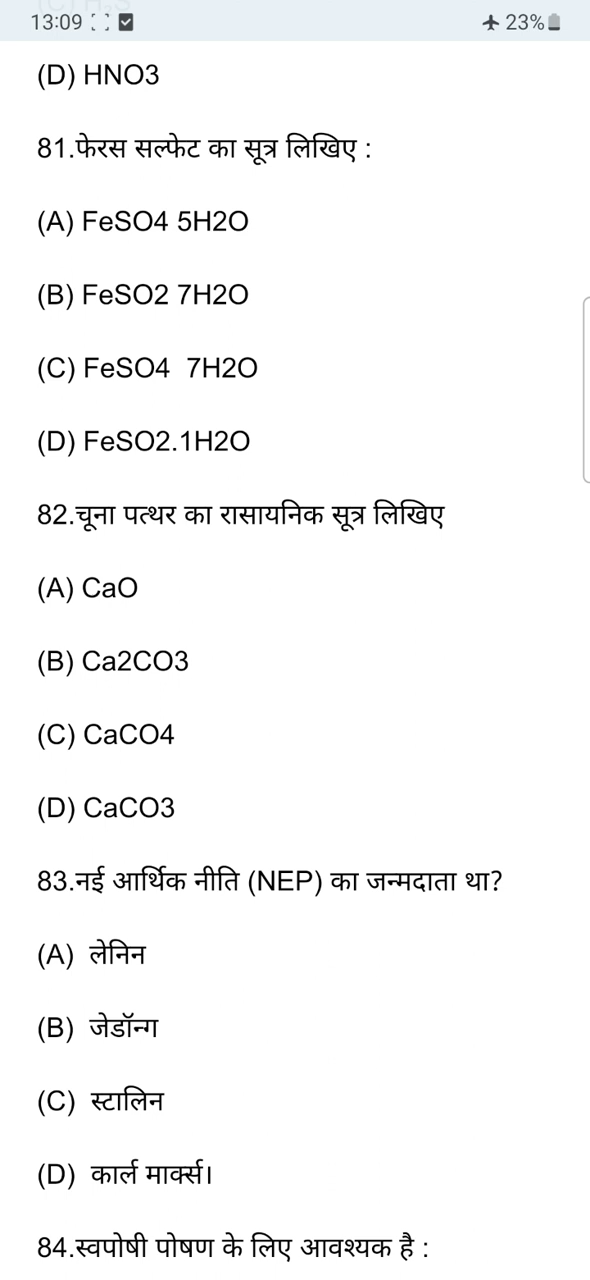 13:09
23%
(D) HNO3
81.फेरस सल्फेट का सूत्र लिखिए :
(A) FeSO4 5H2O
(B) FeSO2 7H2O
(C) FeSO4  7H2O
(D) FeSO2.1H2O
82.चूना पत्थर का रासायनिक सूत्र लिखिए
(A) CaO
(B) Ca2CO3
(C) CaCO4
(D) CaCO3
83.नई आर्थिक नीति (NEP) का जन्मदाता था?
(A)  लेनिन
(B)  जेडॉन्ग
(C)  स्टालिन
(D)  कार्ल मार्क्स।
84.स्वपोषी पोषण के लिए आवश्यक है :